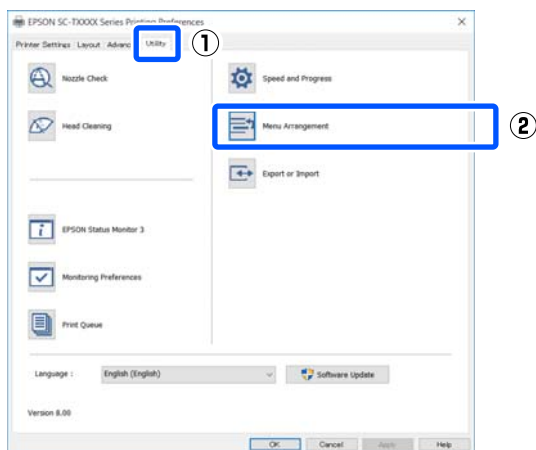 EPSON SC-TXXXX Series Printing Preferences
Printer Settings Layout Advanc Utility
①
Nozzle Check
Speed and Progress
Head Cleaning
Menu Arrangement
②
Export or Import
EPSON Status Monitor 3
Monitoring Preferences
Print Queue
Language : English (English) Software Update
Version 8.00
OK Cancel Apply Help